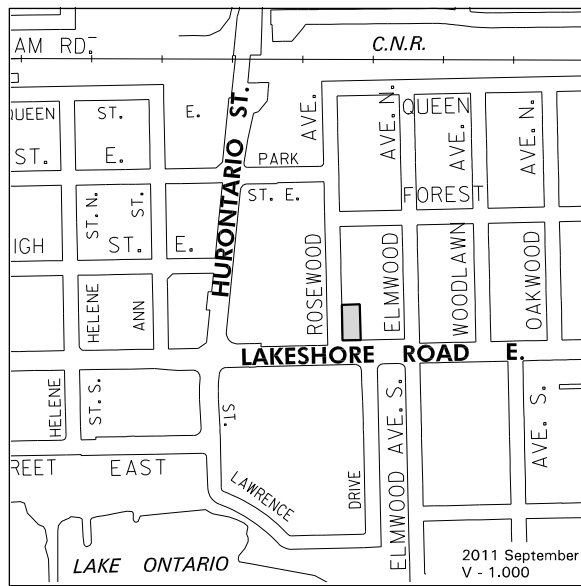 AM RD.
C.N.R.
QUEEN ST. E.
ST. E.
HURONTARIO ST.
PARK
ST. E.
AVE.
ROSEWOOD
AVE. N.
ELMWOOD
QUEEN
FOREST
AVE.
WOODLAWN
AVE. N.
OAKWOOD
ST. N.
HELENE
ST.
ANN
IGH ST. E.
LAKESHORE ROAD E.
HELENE
ST. S.
ST.
REET EAST
LAWRENCE
DRIVE
ELMWOOD AVE. S.
AVE. S.
LAKE ONTARIO
2011 September
V - 1.000